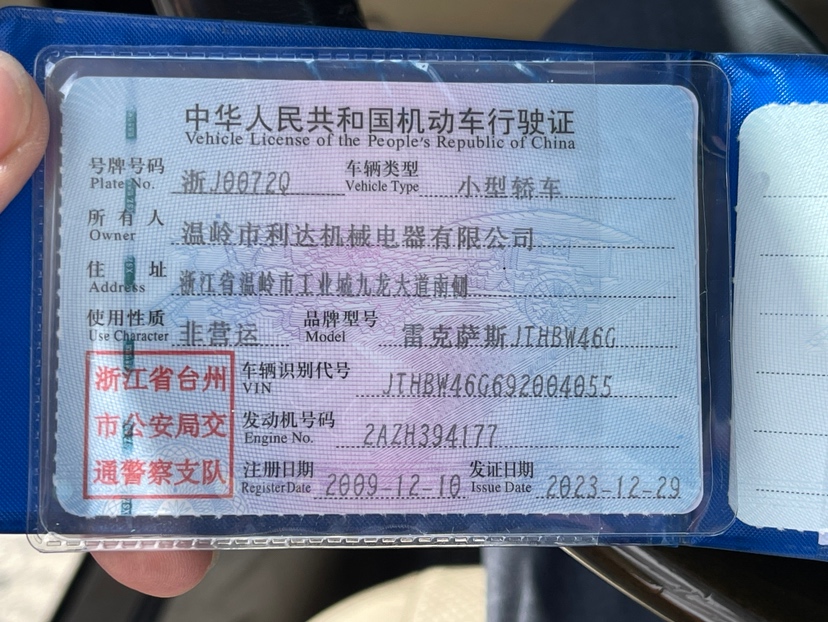 中华人民共和国机动车行驶证
Vehicle License of the People's Republic of China
号牌号码 浙J0072Q 车辆类型 小型轿车
Plate No. Vehicle Type
所有人 温岭市利达机械电器有限公司
Owner
住址 浙江省温岭市工业城九龙大道南侧
Address
使用性质 非营运 品牌型号 雷克萨斯JTHBW46G
Use Character Model
浙江省台州
市公安局交
通警察支队
车辆识别代号 JTHBW46G692004055
VIN
发动机号码 2AZH394177
Engine No.
注册日期 2009-12-10 发证日期 2023-12-29
Register Date Issue Date